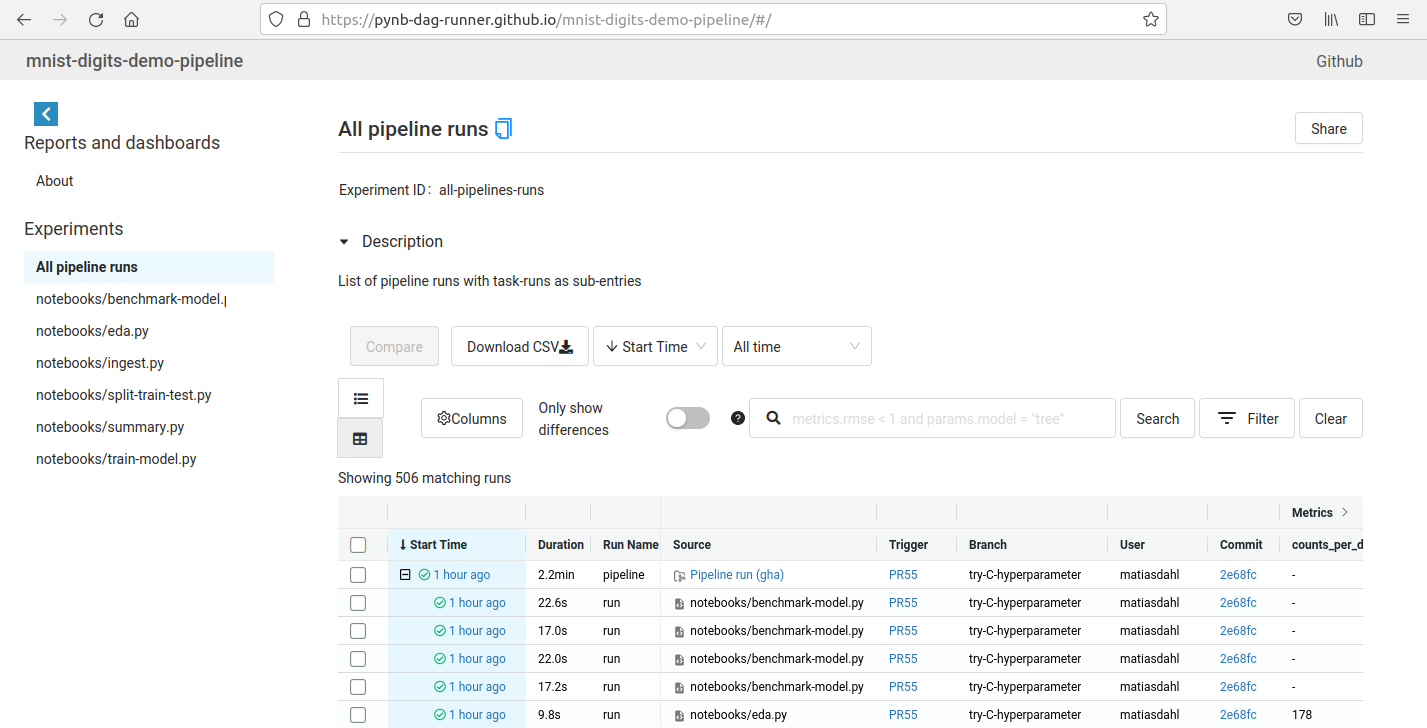 https://pynb-dag-runner.github.io/mnist-digits-demo-pipeline/#/
mnist-digits-demo-pipeline
Github
Reports and dashboards
About
Experiments
All pipeline runs
notebooks/benchmark-model.p
notebooks/eda.py
notebooks/ingest.py
notebooks/split-train-test.py
notebooks/summary.py
notebooks/train-model.py
All pipeline runs
Share
Experiment ID: all-pipelines-runs
Description
List of pipeline runs with task-runs as sub-entries
Compare Download CSV Start Time All time
Columns Only show differences ? metrics.rmse < 1 and params.model = "tree" Search Filter Clear
Showing 506 matching runs
Metrics >
Start Time Duration Run Name Source Trigger Branch User Commit counts_per_d
1 hour ago 2.2min pipeline Pipeline run (gha) PR55 try-C-hyperparameter matiasdahl 2e68fc -
1 hour ago 22.6s run notebooks/benchmark-model.py PR55 try-C-hyperparameter matiasdahl 2e68fc -
1 hour ago 17.0s run notebooks/benchmark-model.py PR55 try-C-hyperparameter matiasdahl 2e68fc -
1 hour ago 22.0s run notebooks/benchmark-model.py PR55 try-C-hyperparameter matiasdahl 2e68fc -
1 hour ago 17.2s run notebooks/benchmark-model.py PR55 try-C-hyperparameter matiasdahl 2e68fc -
1 hour ago 9.8s run notebooks/eda.py PR55 try-C-hyperparameter matiasdahl 2e68fc 178